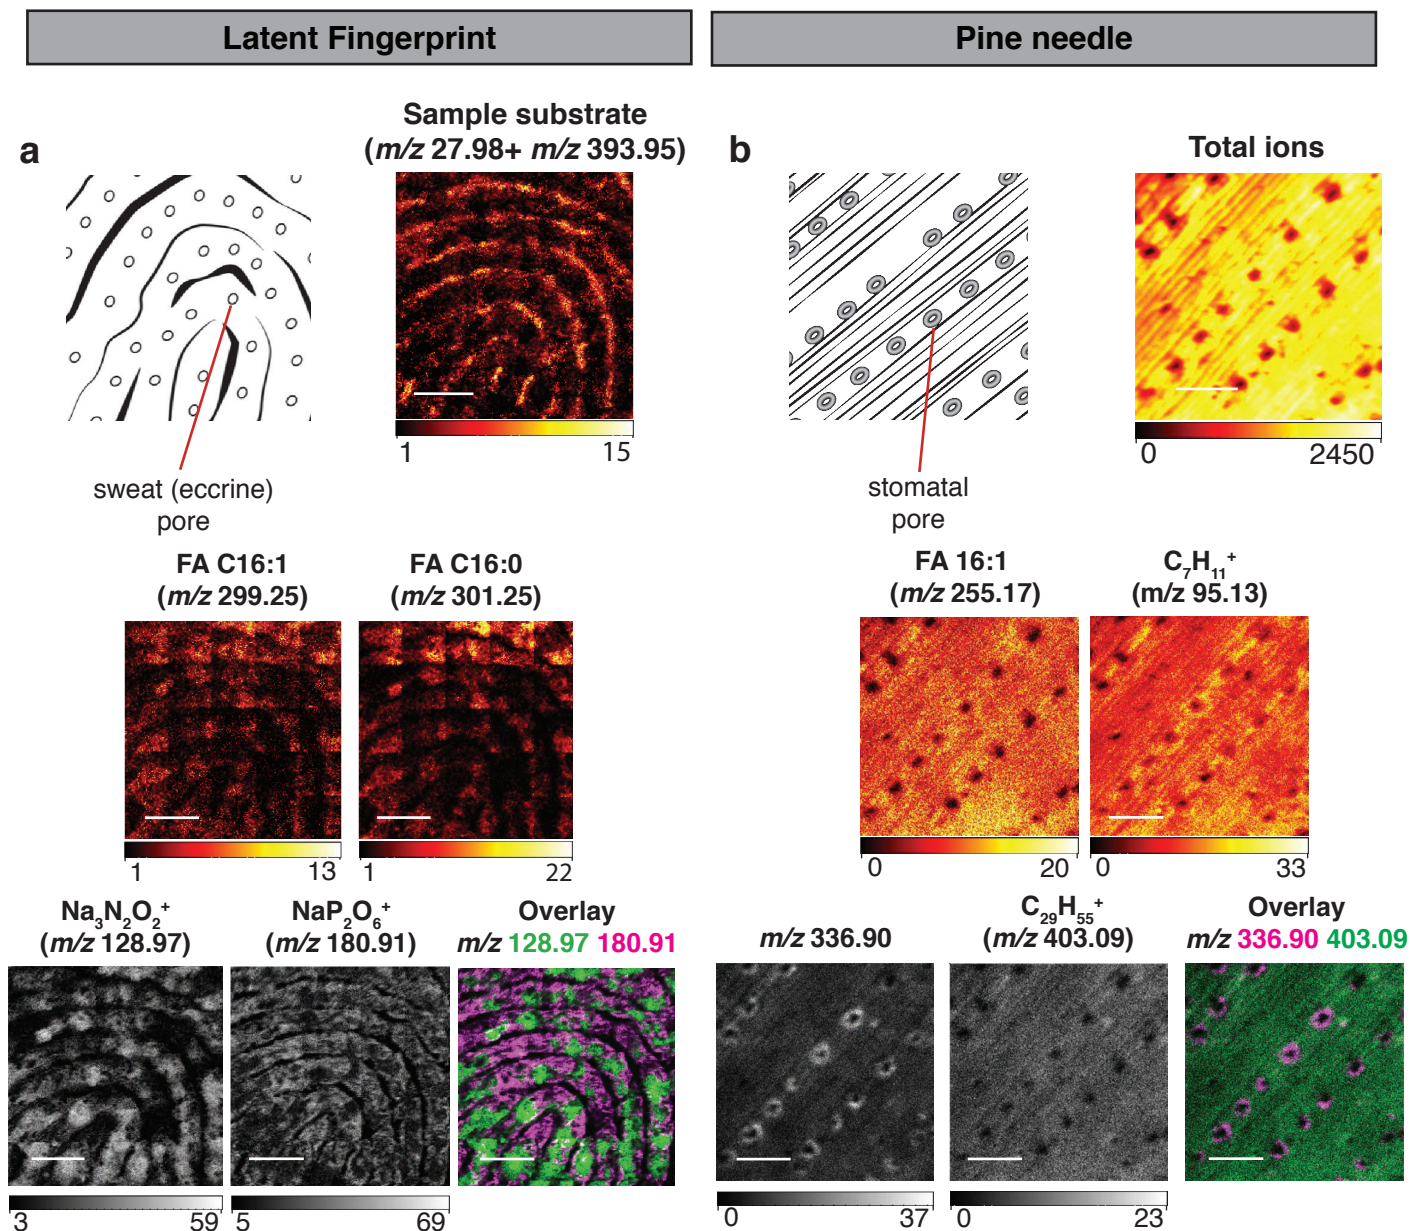 Latent Fingerprint
Pine needle
a
Sample substrate
(m/z 27.98+ m/z 393.95)
1 15
sweat (eccrine)
pore
FA C16:1
(m/z 299.25)
1 13
FA C16:0
(m/z 301.25)
1 22
Na₃N₂O₂⁺
(m/z 128.97)
3 59
NaP₂O₆⁺
(m/z 180.91)
5 69
Overlay
m/z 128.97 180.91
b
Total ions
0 2450
stomatal
pore
FA 16:1
(m/z 255.17)
0 20
C₇H₁₁⁺
(m/z 95.13)
0 33
m/z 336.90
0 37
C₂₉H₅₅⁺
(m/z 403.09)
0 23
Overlay
m/z 336.90 403.09